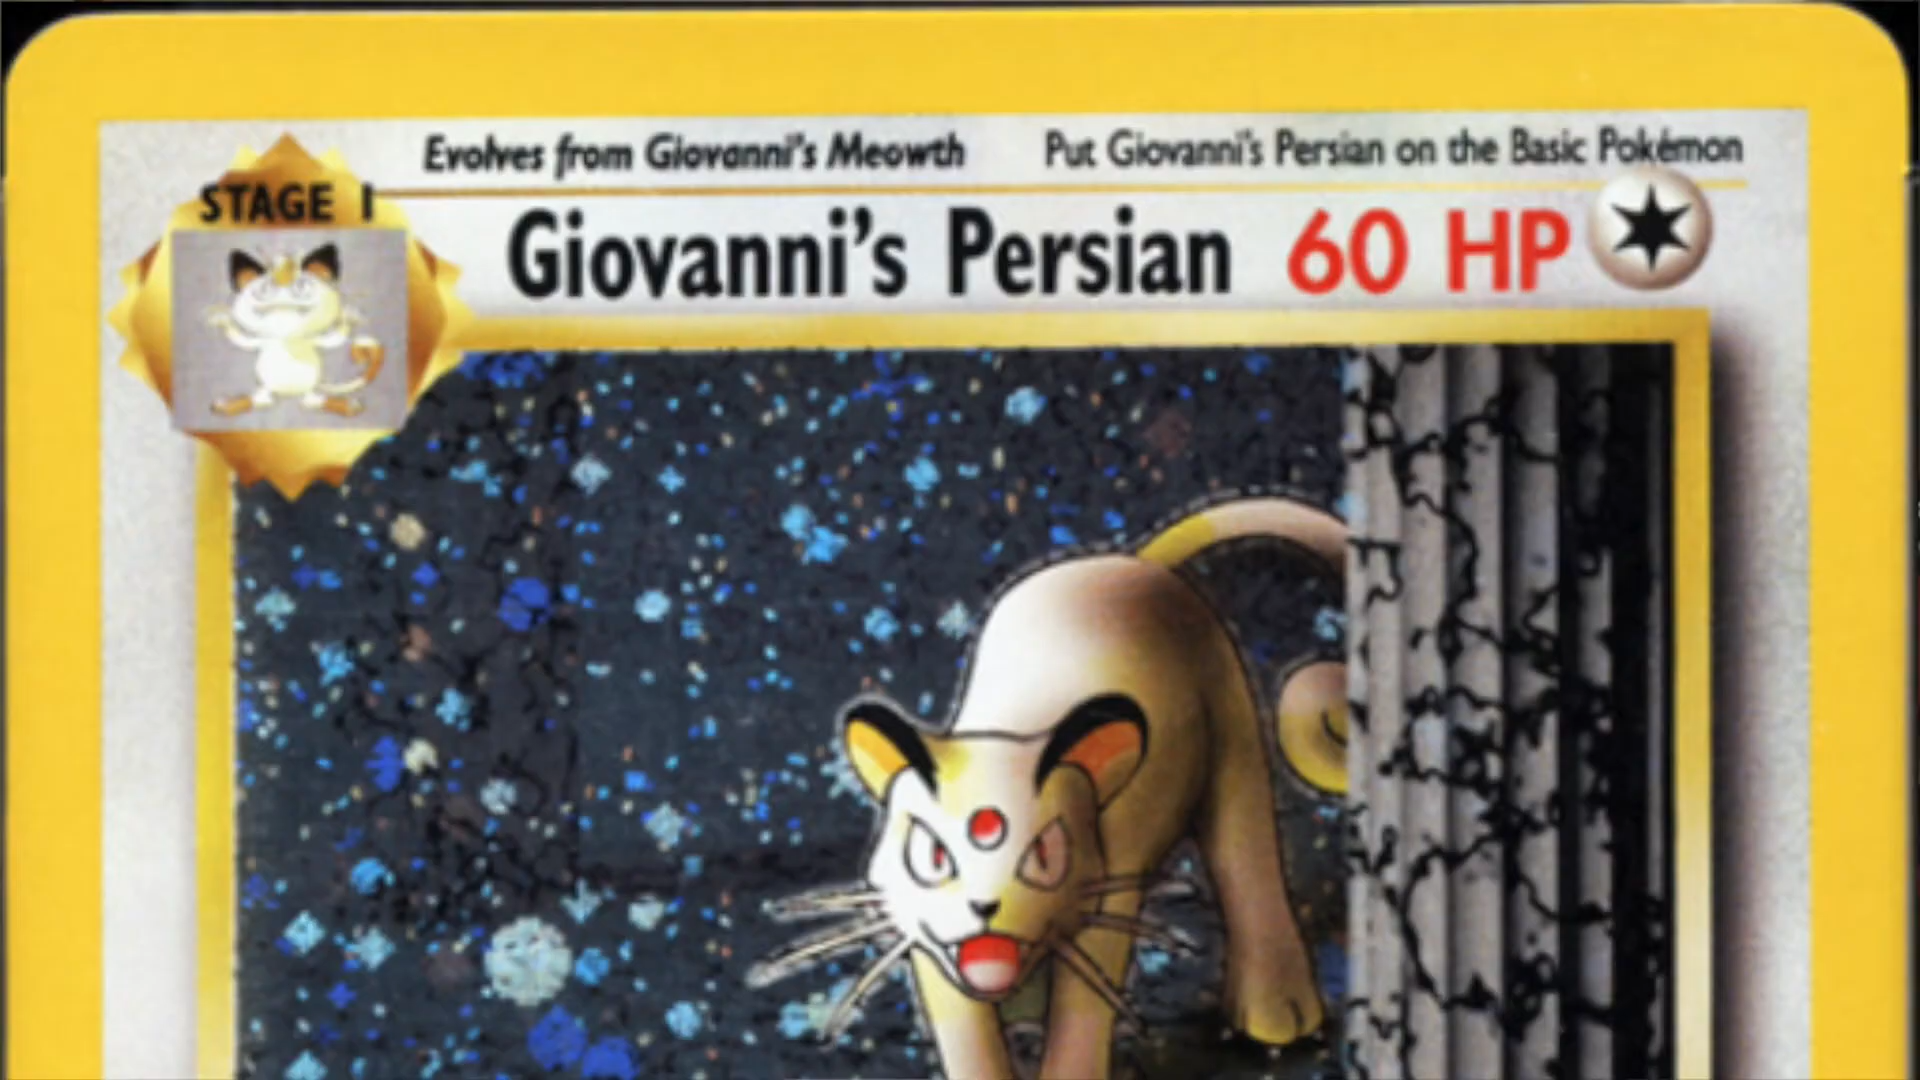 Evolves from Giovanni's Meowth
Put Giovanni's Persian on the Basic Pokémon
STAGE 1
Giovanni's Persian 60 HP